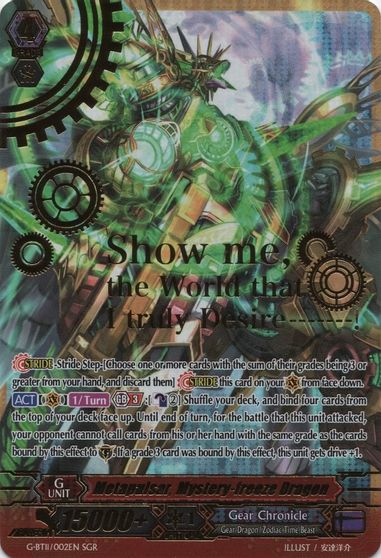 Show me,
the World that
I truly Desire-------!
STRIDE -Stride Step-[Choose one or more cards with the sum of their grades being 3 or
greater from your hand, and discard them] STRIDE this card on your from face down.
ACT 1/Turn GB 3 :[ 2] Shuffle your deck, and bind four cards from
the top of your deck face up. Until end of turn, for the battle that this unit attacked,
your opponent cannot call cards from his or her hand with the same grade as the cards
bound by this effect to G. If a grade 3 card was bound by this effect, this unit gets drive +1.
G
UNIT
Metapulsar, Mystery-freeze Dragon
15000+
Gear Chronicle
Gear Dragon/Zodiac Time Beast
G-BT11/002EN SGR
ILLUST / 安達洋介